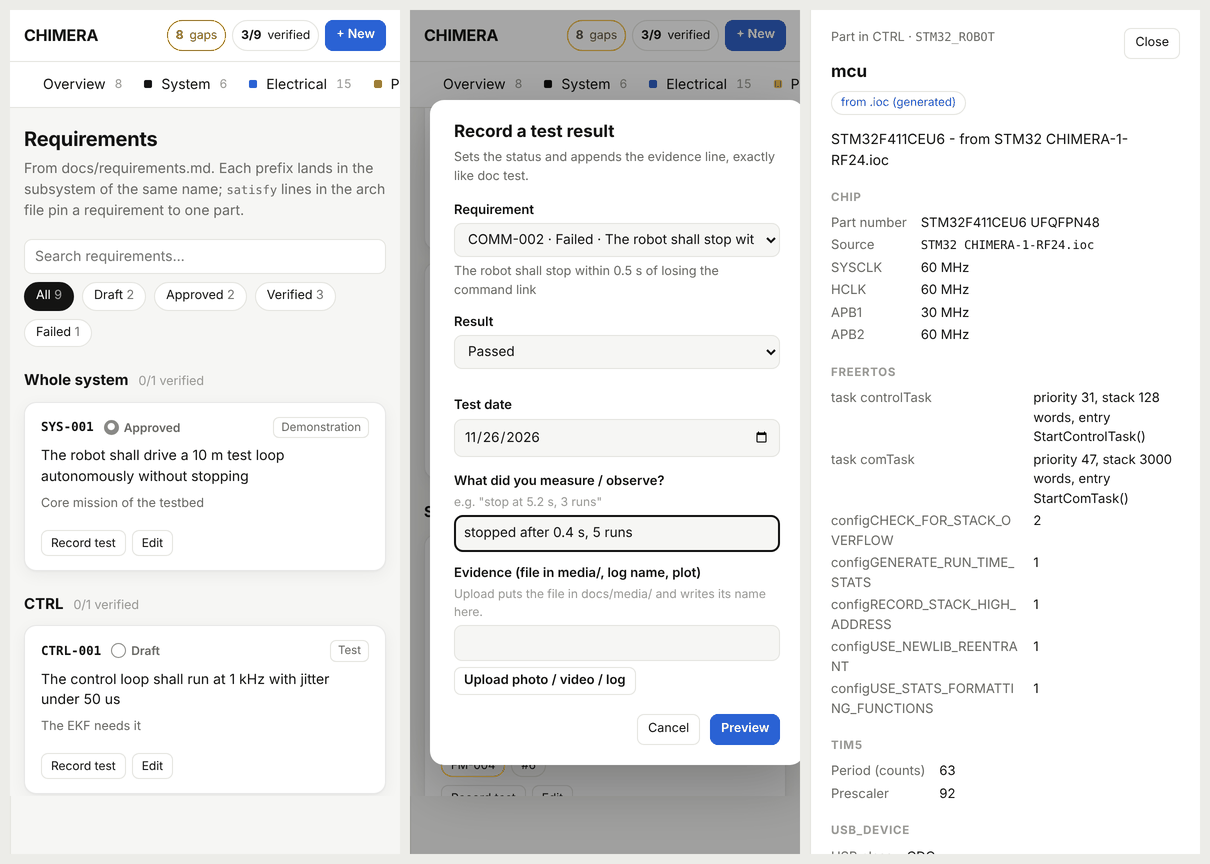 CHIMERA
8 gaps
3/9 verified
+ New
Overview 8
System 6
Electrical 15
P
Requirements
From docs/requirements.md. Each prefix lands in the
subsystem of the same name; satisfy lines in the arch
file pin a requirement to one part.
Search requirements...
All 9
Draft 2
Approved 2
Verified 3
Failed 1
Whole system 0/1 verified
SYS-001 Approved
Demonstration
The robot shall drive a 10 m test loop
autonomously without stopping
Core mission of the testbed
Record test
Edit
CTRL 0/1 verified
CTRL-001 Draft
Test
The control loop shall run at 1 kHz with jitter
under 50 us
The EKF needs it
Record test
Edit
CHIMERA
8 gaps
3/9 verified
+ New
Overview 8
System 6
Electrical 15
P
Record a test result
Sets the status and appends the evidence line, exactly
like doc test.
Requirement
COMM-002 · Failed · The robot shall stop wit
The robot shall stop within 0.5 s of losing the
command link
Result
Passed
Test date
11/26/2026
What did you measure / observe?
e.g. "stop at 5.2 s, 3 runs"
stopped after 0.4 s, 5 runs
Evidence (file in media/, log name, plot)
Upload puts the file in docs/media/ and writes its name
here.
Upload photo / video / log
Cancel
Preview
Record test
Edit
Part in CTRL · STM32_ROBOT
Close
mcu
from .ioc (generated)
STM32F411CEU6 - from STM32 CHIMERA-1-
RF24.ioc
CHIP
Part number STM32F411CEU6 UFQFPN48
Source STM32 CHIMERA-1-RF24.ioc
SYSCLK 60 MHz
HCLK 60 MHz
APB1 30 MHz
APB2 60 MHz
FREERTOS
task controlTask priority 31, stack 128
words, entry
StartControlTask()
task comTask priority 47, stack 3000
words, entry
StartComTask()
configCHECK_FOR_STACK_O 2
VERFLOW
configGENERATE_RUN_TIME_ 1
STATS
configRECORD_STACK_HIGH_ 1
ADDRESS
configUSE_NEWLIB_REENTRA 1
NT
configUSE_STATS_FORMATTI 1
NG_FUNCTIONS
TIM5
Period (counts) 63
Prescaler 92
USB_DEVICE